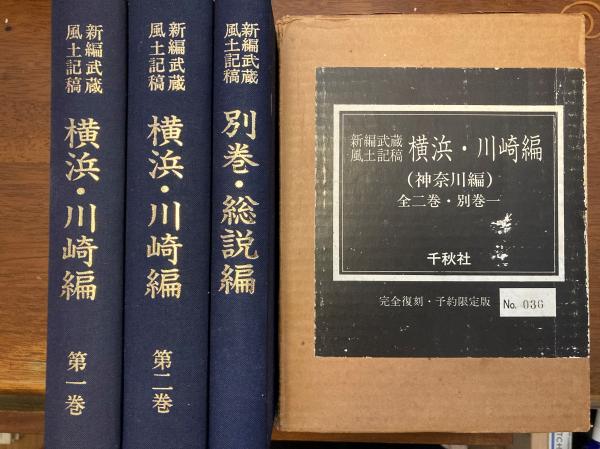 新編武蔵
風土記稿
横浜・川崎編
第一巻
新編武蔵
風土記稿
横浜・川崎編
第二巻
新編武蔵
風土記稿
別巻・総説編
新編武蔵
風土記稿
横浜・川崎編
(神奈川編)
全二巻・別巻一
千秋社
完全復刻・予約限定版
No. 036